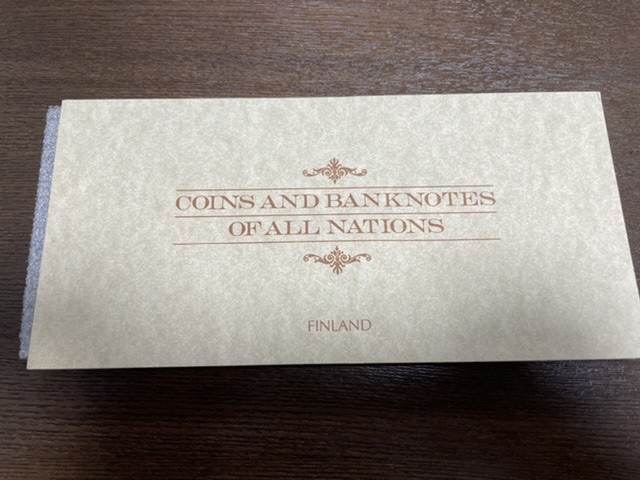 COINS AND BANKNOTES
OF ALL NATIONS
FINLAND